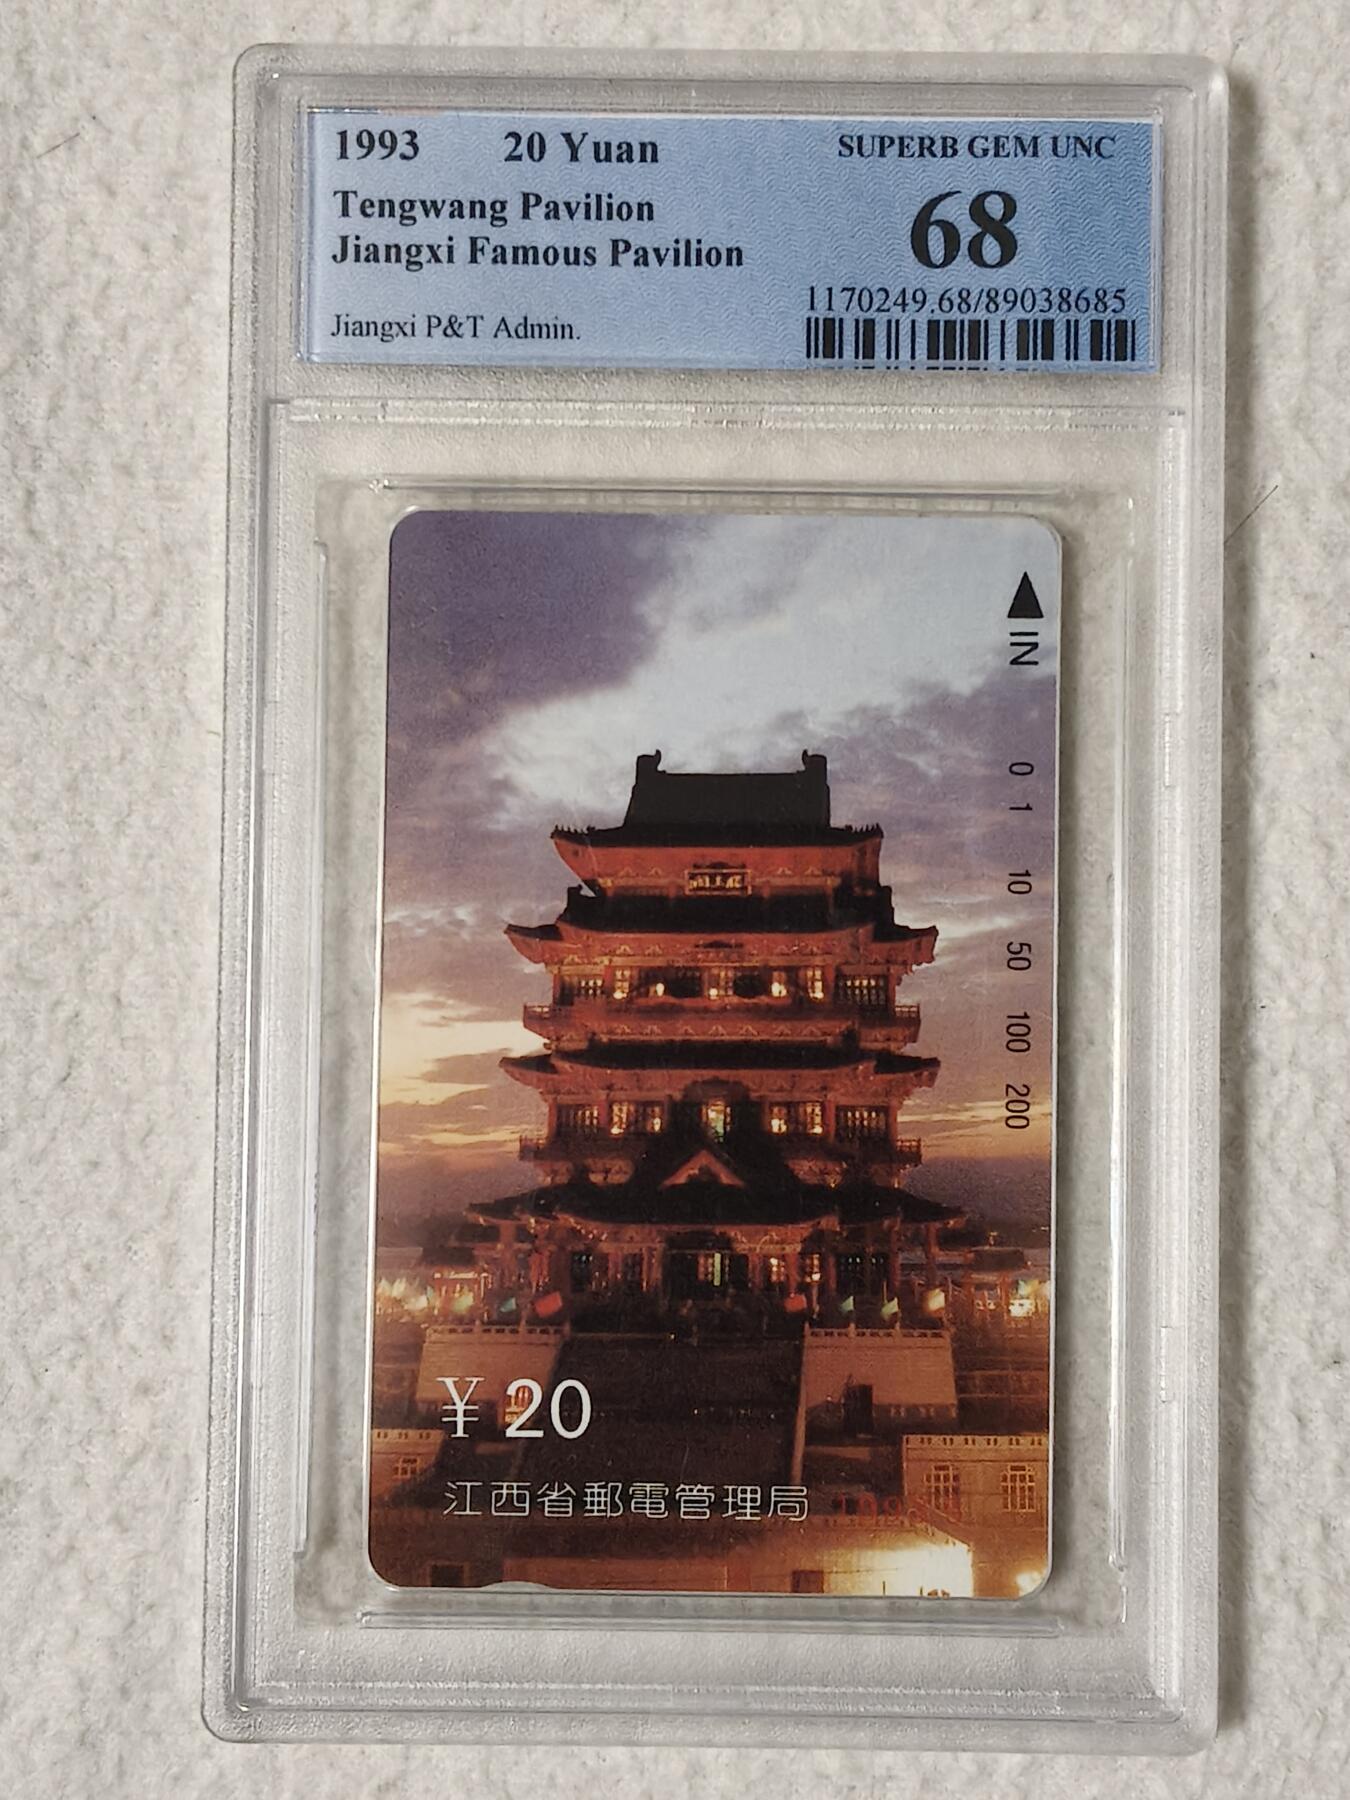 1993 20 Yuan
SUPERB GEM UNC
Tengwang Pavilion
Jiangxi Famous Pavilion
68
Jiangxi P&T Admin.
1170249.68/89038685
IN
0 1 10 50 100 200
¥ 20
江西省郵電管理局